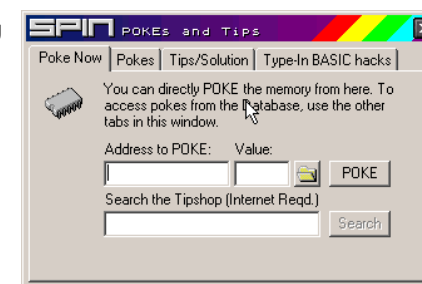 SPIN POKEs and Tips
Poke Now Pokes Tips/Solution Type-In BASIC hacks
You can directly POKE the memory from here. To
access pokes from the Database, use the other
tabs in this window.
Address to POKE: Value:
POKE
Search the Tipshop (Internet Reqd.)
Search